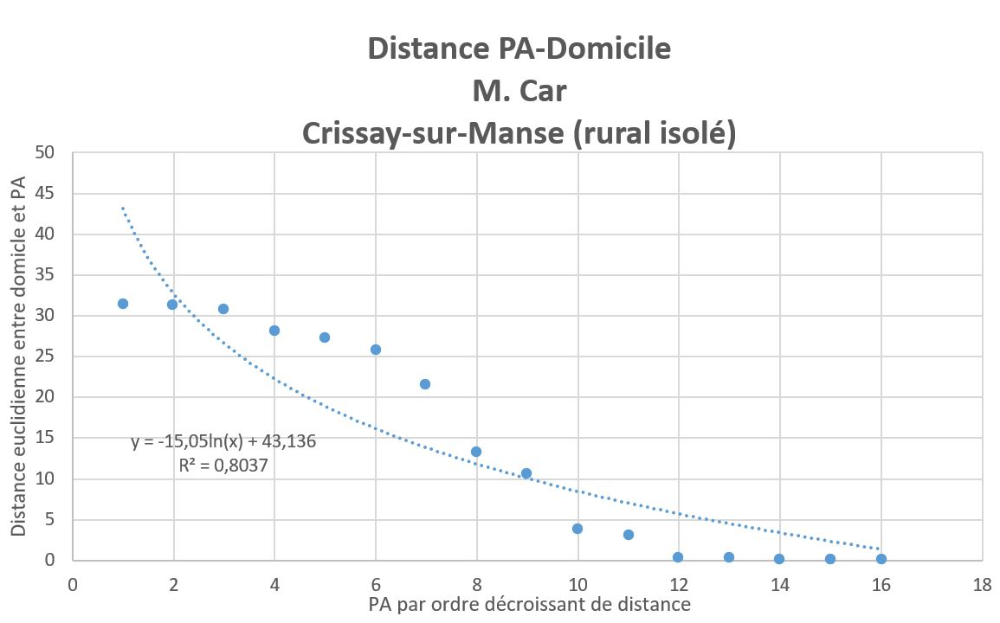 Distance PA-Domicile
M. Car
Crissay-sur-Manse (rural isolé)
50
45
40
35
30
25
20
15
10
5
0
Distance euclidienne entre domicle et PA
y = -15,05ln(x) + 43,136
R² = 0,8037
0 2 4 6 8 10 12 14 16 18
PA par ordre décroissant de distance